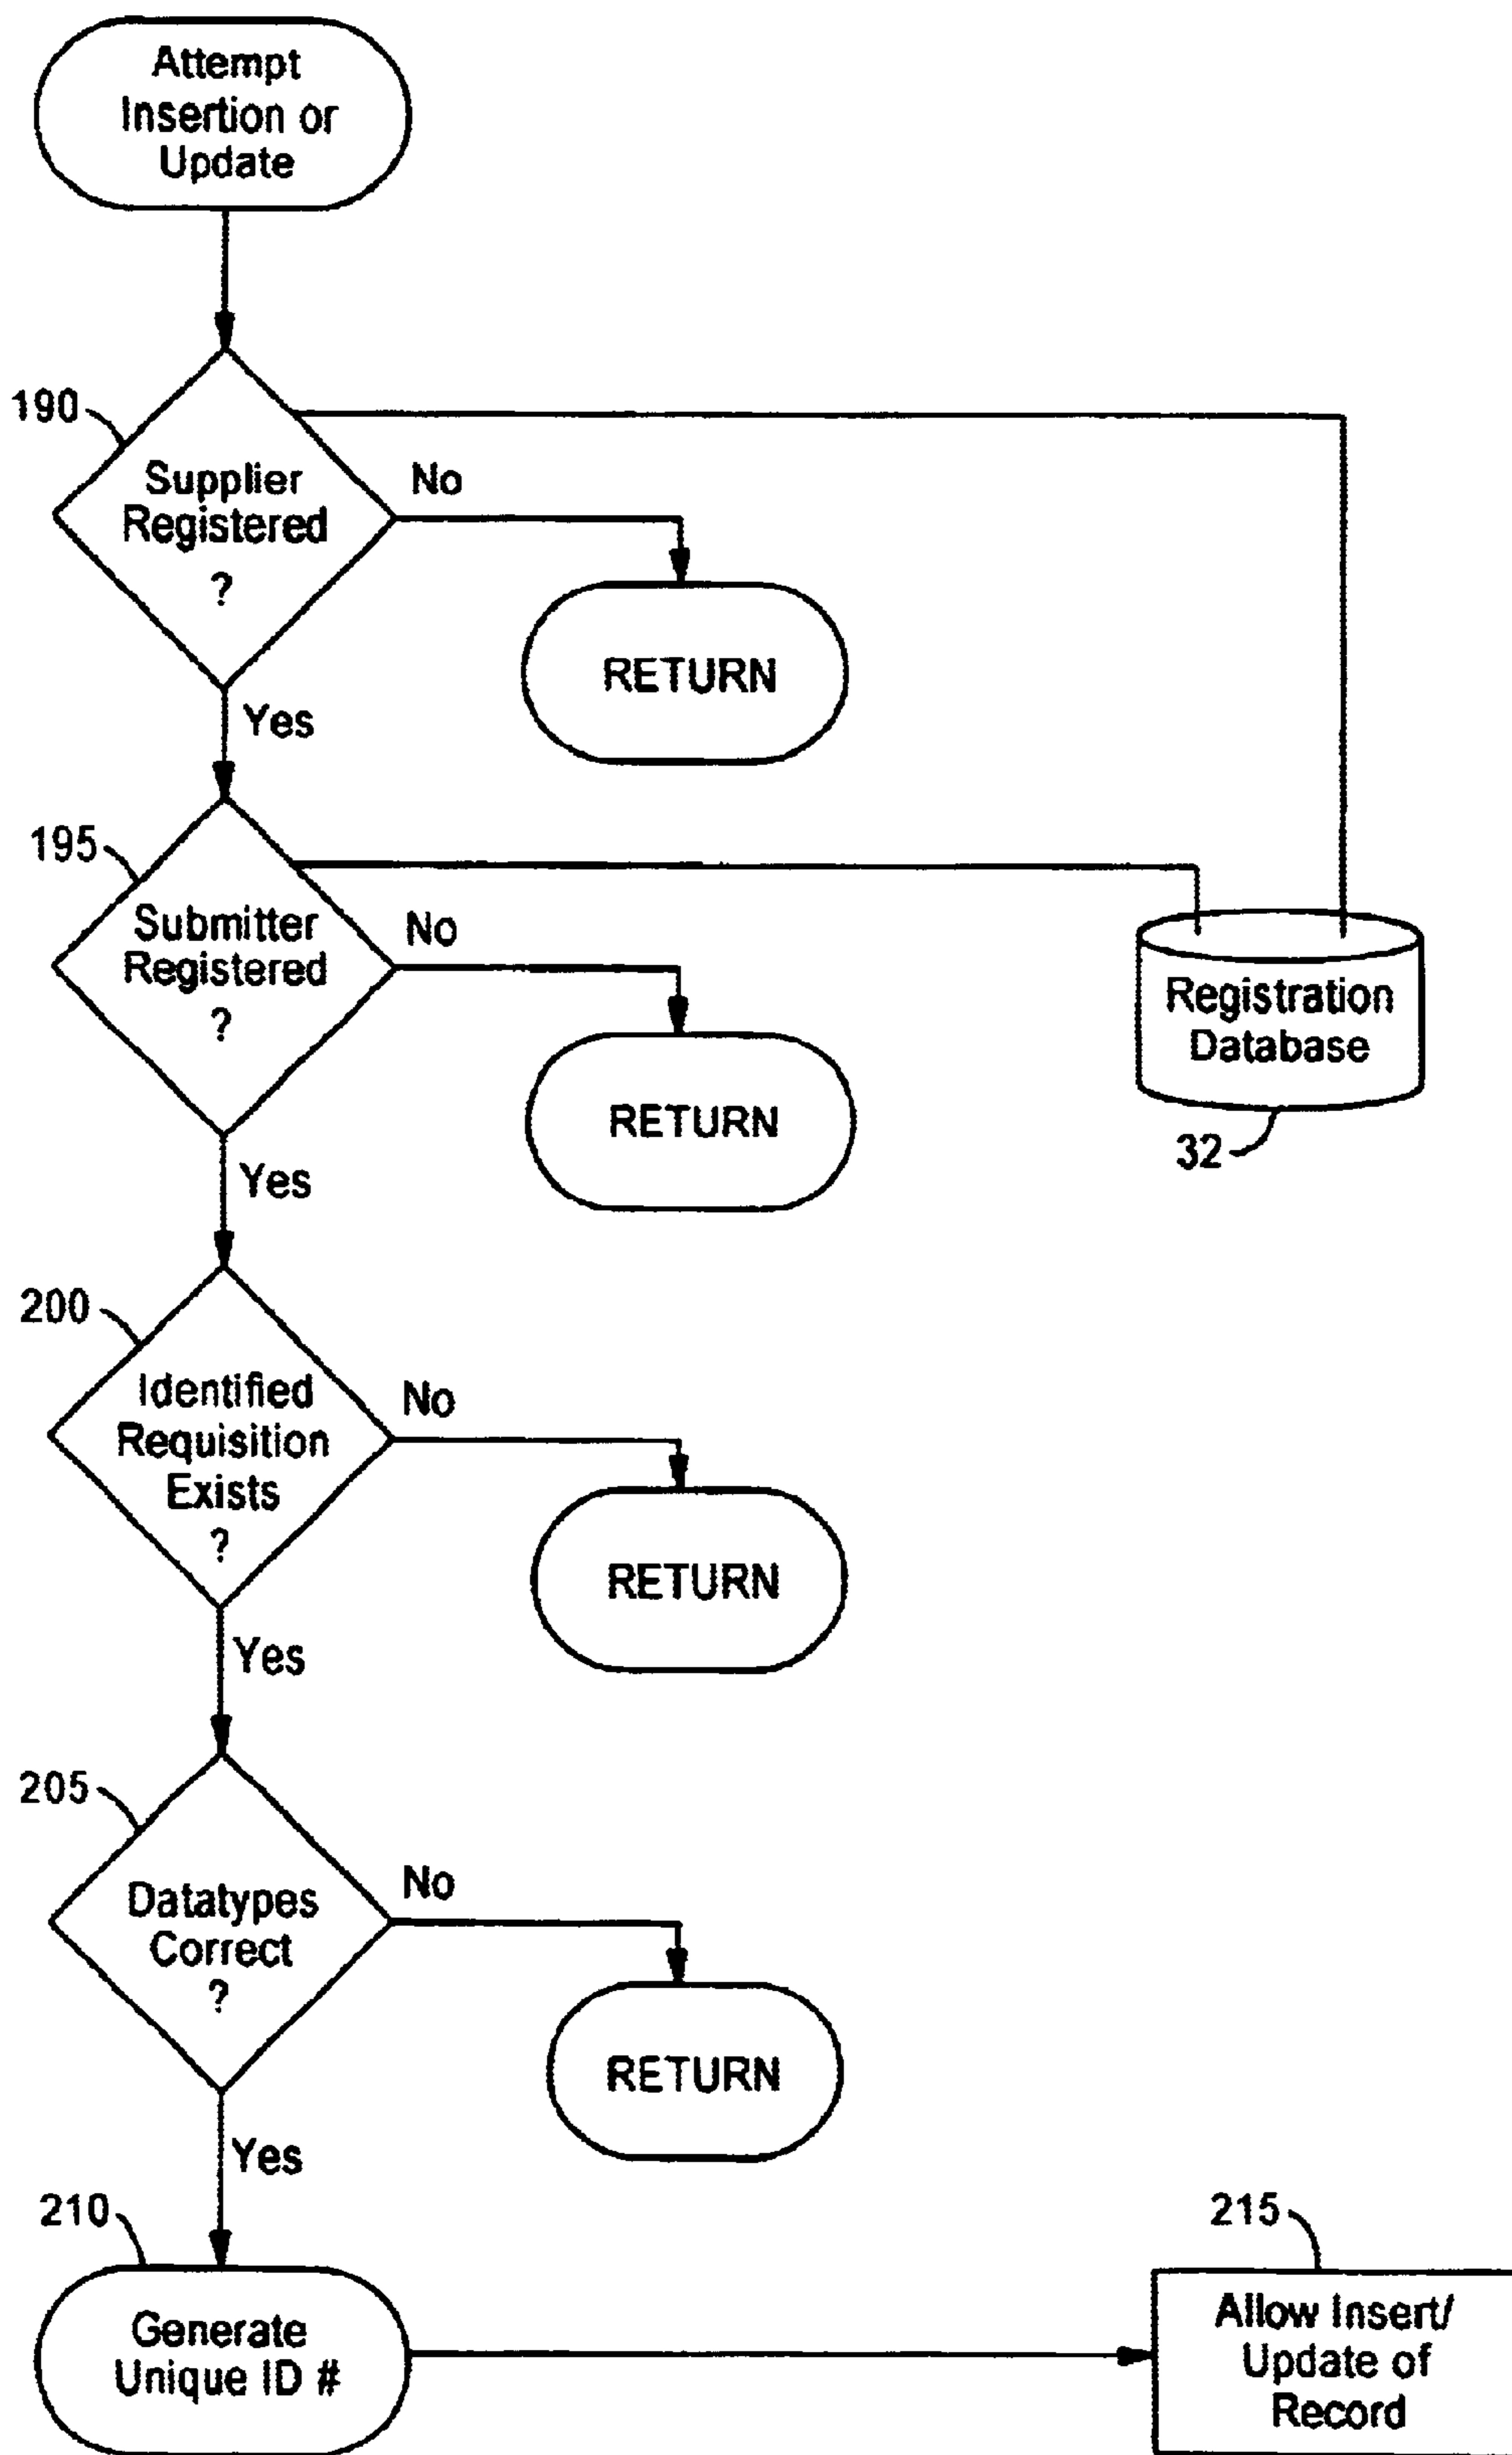 Attempt
Insertion or
Update
190
Supplier
Registered
?
No
RETURN
Yes
195
Submitter
Registered
?
No
RETURN
Registration
Database
32
Yes
200
Identified
Requisition
Exists
?
No
RETURN
Yes
205
Datatypes
Correct
?
No
RETURN
Yes
210
Generate
Unique ID #
215
Allow Insert/
Update of
Record